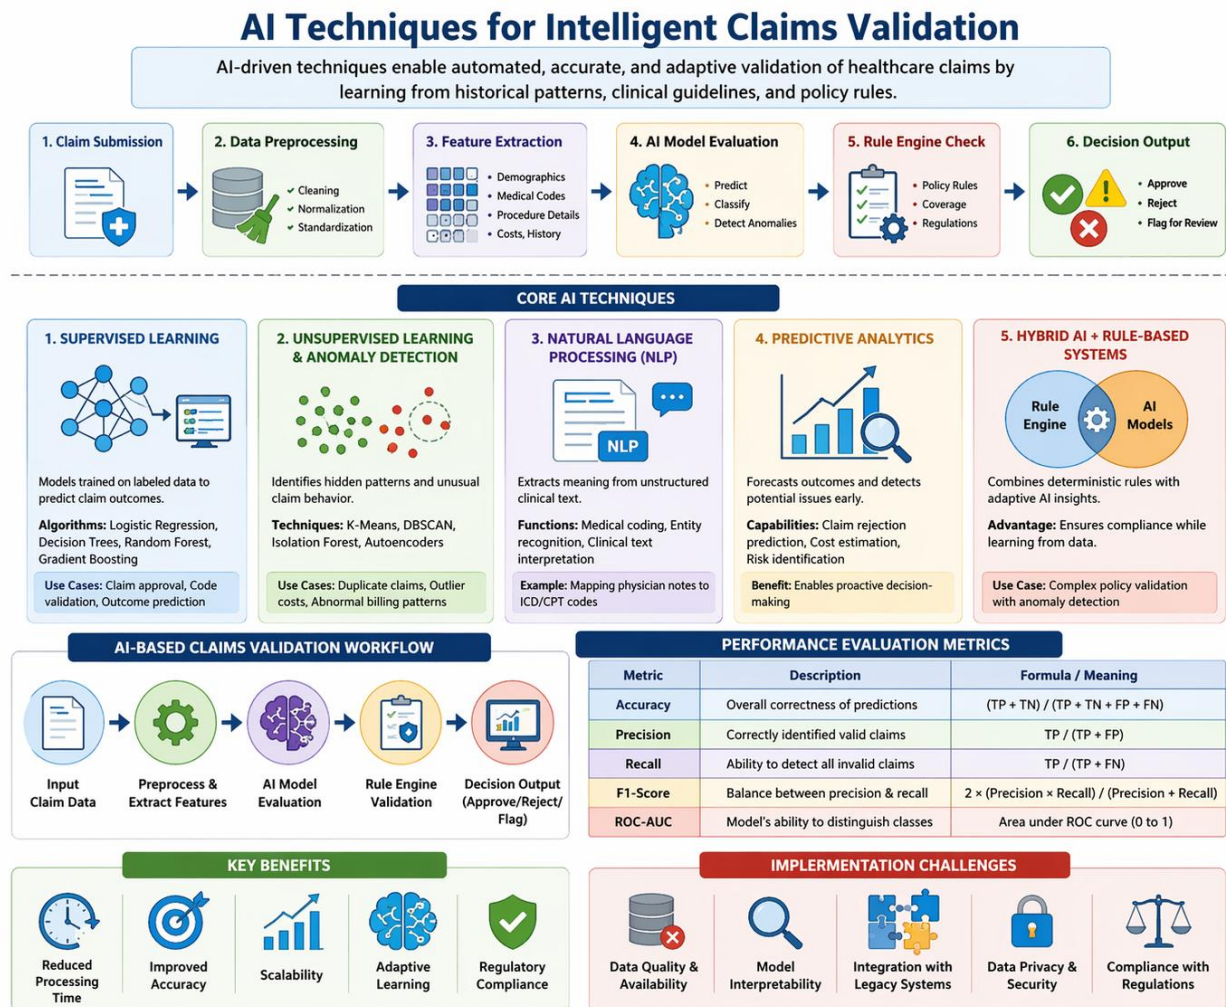 AI Techniques for Intelligent Claims Validation
AI-driven techniques enable automated, accurate, and adaptive validation of healthcare claims by
learning from historical patterns, clinical guidelines, and policy rules.
1. Claim Submission
2. Data Preprocessing
✓ Cleaning
✓ Normalization
✓ Standardization
3. Feature Extraction
• Demographics
• Medical Codes
• Procedure Details
• Costs, History
4. AI Model Evaluation
• Predict
• Classify
• Detect Anomalies
5. Rule Engine Check
• Policy Rules
• Coverage
• Regulations
6. Decision Output
• Approve
• Reject
• Flag for Review
CORE AI TECHNIQUES
1. SUPERVISED LEARNING
Models trained on labeled data to
predict claim outcomes.
Algorithms: Logistic Regression,
Decision Trees, Random Forest,
Gradient Boosting
Use Cases: Claim approval, Code
validation, Outcome prediction
2. UNSUPERVISED LEARNING
& ANOMALY DETECTION
Identifies hidden patterns and unusual
claim behavior.
Techniques: K-Means, DBSCAN,
Isolation Forest, Autoencoders
Use Cases: Duplicate claims, Outlier
costs, Abnormal billing patterns
3. NATURAL LANGUAGE
PROCESSING (NLP)
NLP
Extracts meaning from unstructured
clinical text.
Functions: Medical coding, Entity
recognition, Clinical text
interpretation
Example: Mapping physician notes to
ICD/CPT codes
4. PREDICTIVE ANALYTICS
Forecasts outcomes and detects
potential issues early.
Capabilities: Claim rejection
prediction, Cost estimation,
Risk identification
Benefit: Enables proactive decision-
making
5. HYBRID AI + RULE-BASED
SYSTEMS
Rule
Engine
AI
Models
Combines deterministic rules with
adaptive AI insights.
Advantage: Ensures compliance while
learning from data.
Use Case: Complex policy validation
with anomaly detection
AI-BASED CLAIMS VALIDATION WORKFLOW
Input
Claim Data
Preprocess &
Extract Features
AI Model
Evaluation
Rule Engine
Validation
Decision Output
(Approve/Reject/
Flag)
PERFORMANCE EVALUATION METRICS
Metric Description Formula / Meaning
Accuracy Overall correctness of predictions (TP + TN) / (TP + TN + FP + FN)
Precision Correctly identified valid claims TP / (TP + FP)
Recall Ability to detect all invalid claims TP / (TP + FN)
F1-Score Balance between precision & recall 2 × (Precision × Recall) / (Precision + Recall)
ROC-AUC Model's ability to distinguish classes Area under ROC curve (0 to 1)
KEY BENEFITS
Reduced
Processing
Time
Improved
Accuracy
Scalability
Adaptive
Learning
Regulatory
Compliance
IMPLERMENTATION CHALLENGES
Data Quality &
Availability
Model
Interpretability
Integration with
Legacy Systems
Data Privacy &
Security
Compliance with
Regulations